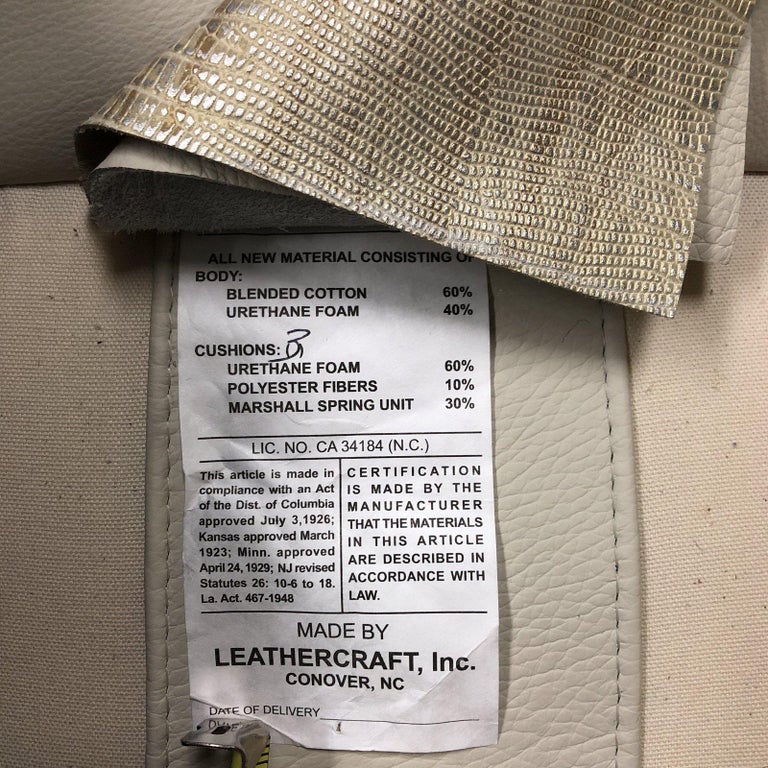 ALL NEW MATERIAL CONSISTING OF
BODY:
BLENDED COTTON 60%
URETHANE FOAM 40%
CUSHIONS:
URETHANE FOAM 60%
POLYESTER FIBERS 10%
MARSHALL SPRING UNIT 30%
LIC. NO. CA 34184 (N.C.)
This article is made in
compliance with an Act
of the Dist. of Columbia
approved July 3,1926;
Kansas approved March
1923; Minn. approved
April 24, 1929; NJ revised
Statutes 26: 10-6 to 18.
La. Act. 467-1948
CERTIFICATION
IS MADE BY THE
MANUFACTURER
THAT THE MATERIALS
IN THIS ARTICLE
ARE DESCRIBED IN
ACCORDANCE WITH
LAW.
MADE BY
LEATHERCRAFT, Inc.
CONOVER, NC
DATE OF DELIVERY